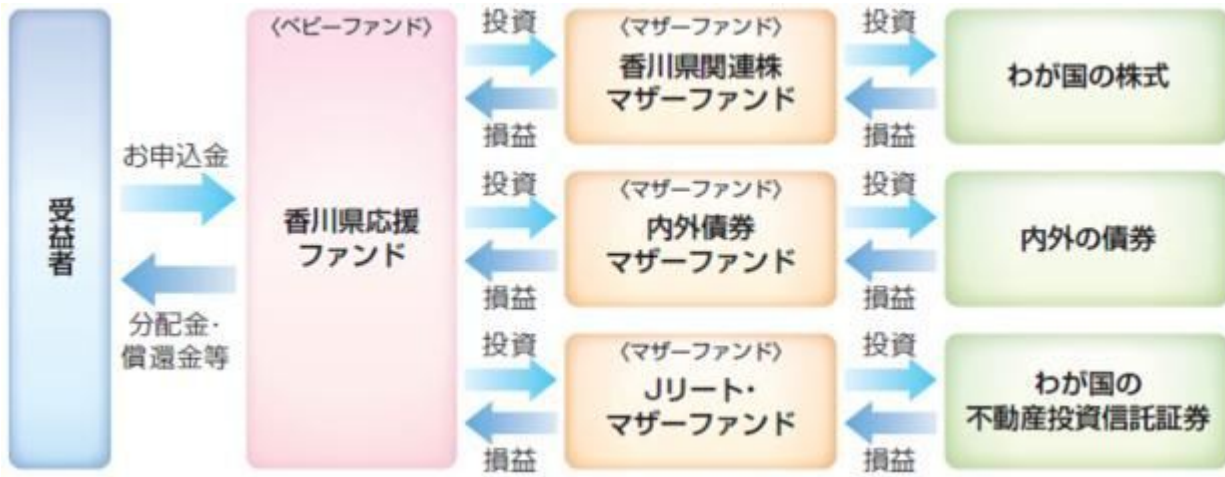 受益者
お申込金
分配金・
償還金等
〈ベビーファンド〉
香川県応援
ファンド
投資
損益
〈マザーファンド〉
香川県関連株
マザーファンド
投資
損益
わが国の株式
投資
損益
〈マザーファンド〉
内外債券
マザーファンド
投資
損益
内外の債券
投資
損益
〈マザーファンド〉
Jリート・
マザーファンド
投資
損益
わが国の
不動産投資信託証券